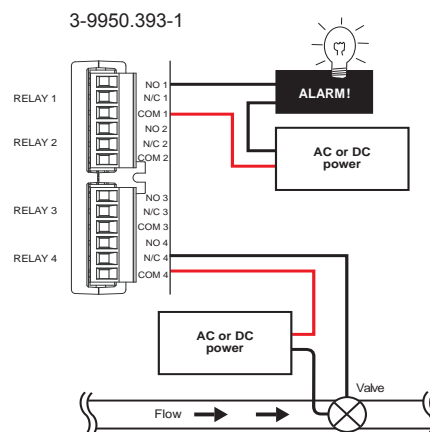 3-9950.393-1
RELAY 1
NO 1
N/C 1
COM 1
RELAY 2
NO 2
N/C 2
COM 2
RELAY 3
NO 3
N/C 3
COM 3
RELAY 4
NO 4
N/C 4
COM 4
ALARM!
AC or DC
power
AC or DC
power
Valve
Flow